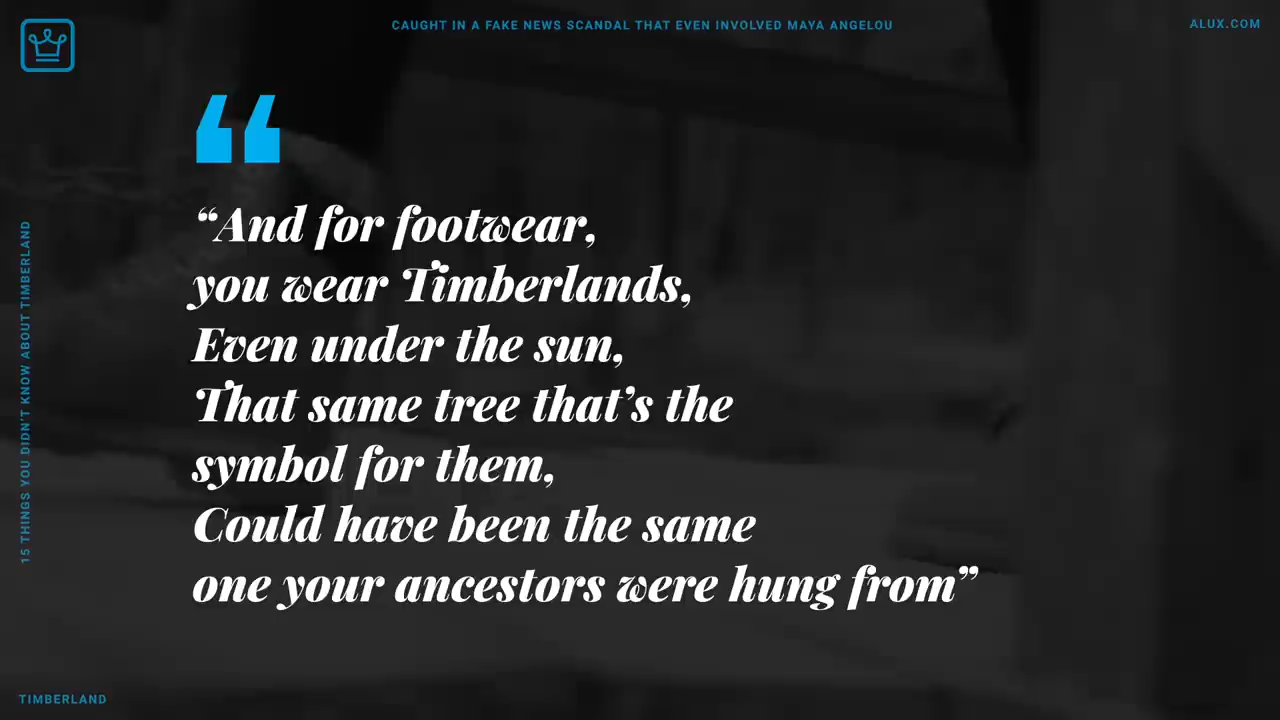 CAUGHT IN A FAKE NEWS SCANDAL THAT EVEN INVOLVED MAYA ANGELOU
ALUX.COM
“
“And for footwear,
you wear Timberlands,
Even under the sun,
That same tree that’s the
symbol for them,
Could have been the same
one your ancestors were hung from”
15 THINGS YOU DIDN'T KNOW ABOUT TIMBERLAND
TIMBERLAND